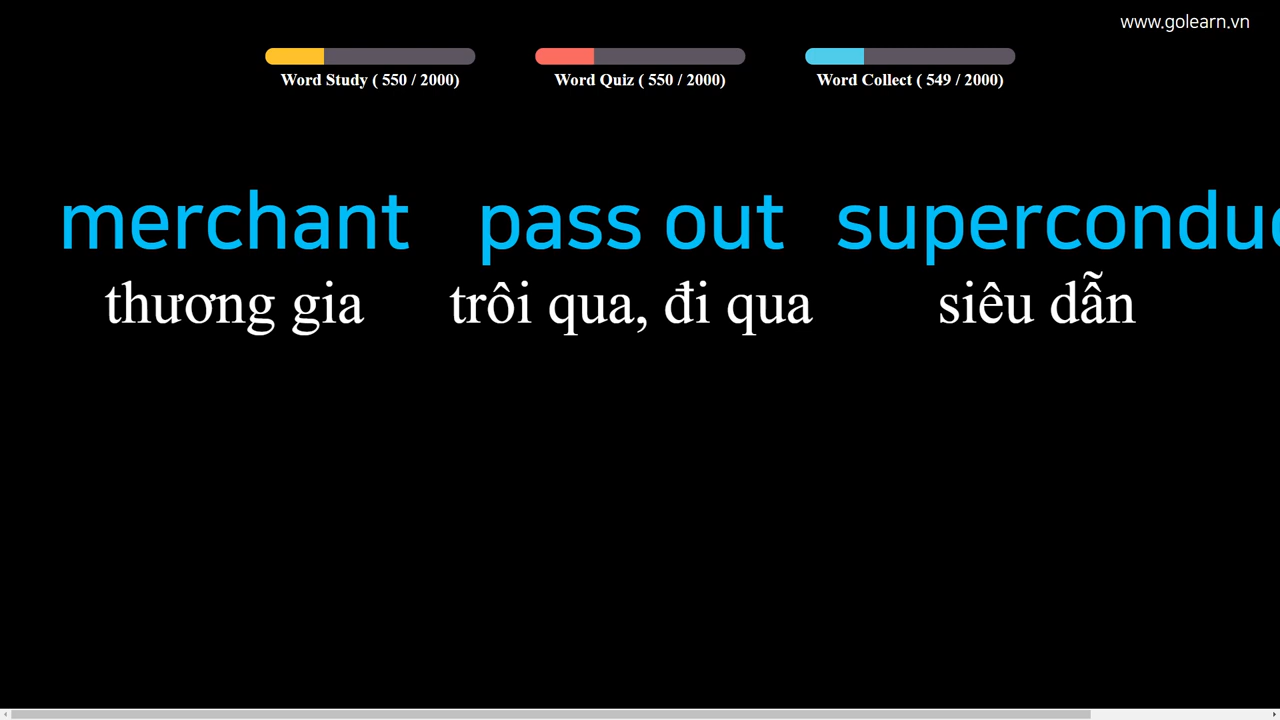 www.golearn.vn
Word Study ( 550 / 2000) Word Quiz ( 550 / 2000) Word Collect ( 549 / 2000)
merchant pass out
thương gia trôi qua, đi qua siêu dẫn